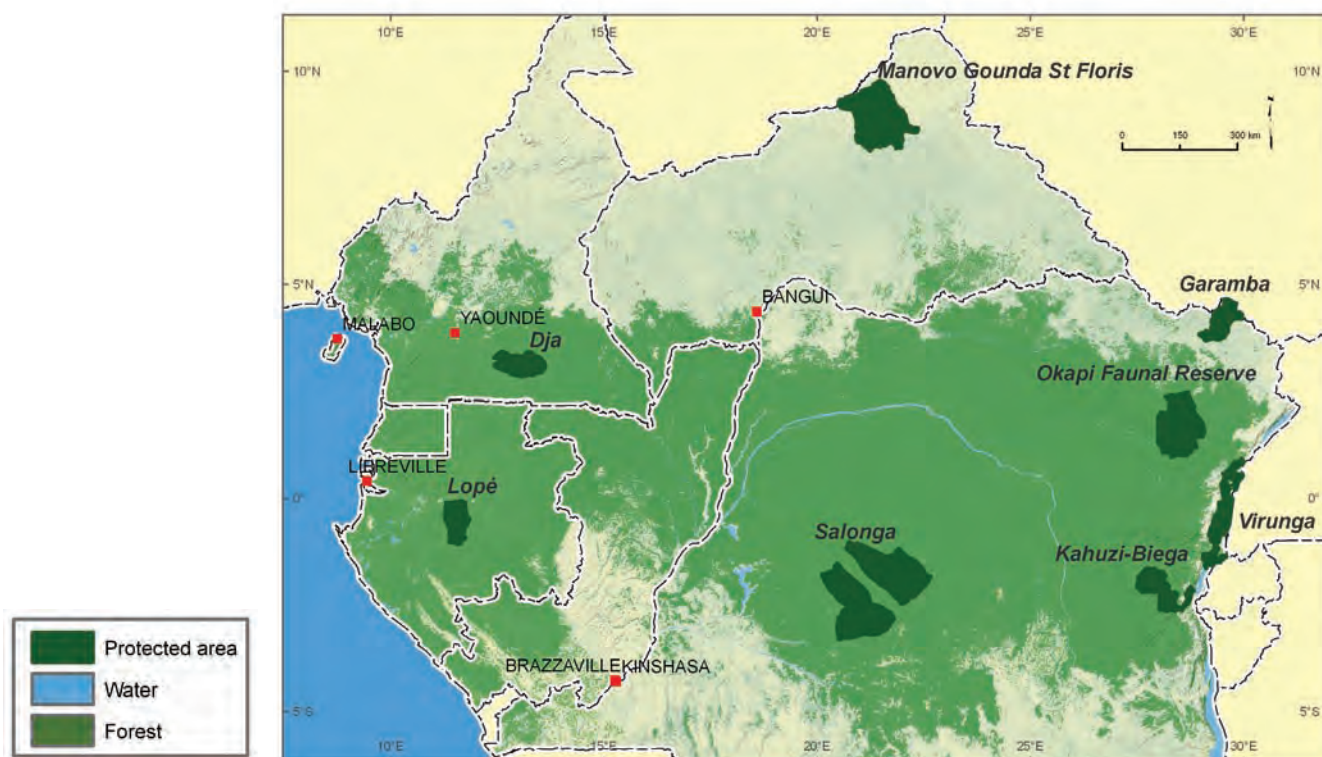 10°E
15°E
20°E
25°E
30°E
10°N
10°N
Manovo Gounda St Floris
0 150 300 km
5°N
5°N
Garamba
BANGUI
MALABO
YAOUNDÉ
Dja
Okapi Faunal Reserve
LIBREVILLE
Lopé
0°
0°
Salonga
Virunga
Kahuzi-Biega
BRAZZAVILLE
KINSHASA
5°S
5°S
10°E
15°E
20°E
25°E
30°E
Protected area
Water
Forest